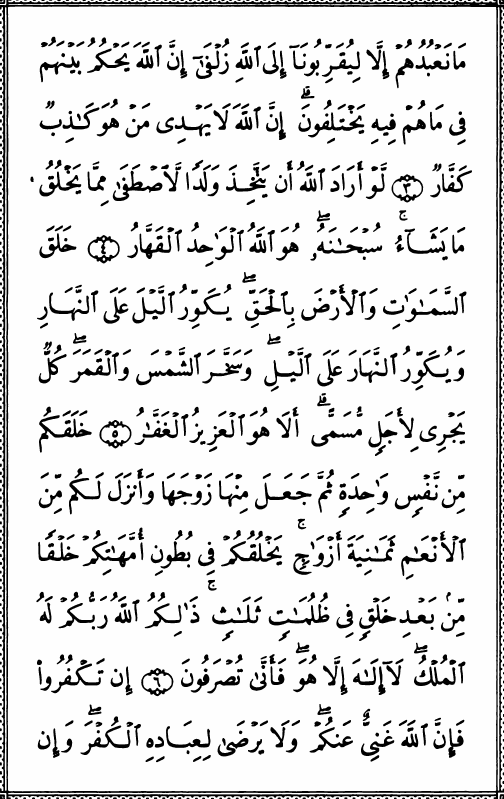 مَا نَعۡبُدُهُمۡ إِلَّا لِيُقَرِّبُونَآ إِلَى ٱللَّهِ زُلۡفَىٰٓ إِنَّ ٱللَّهَ يَحۡكُمُ بَيۡنَهُمۡ
فِي مَا هُمۡ فِيهِ يَخۡتَلِفُونَۗ إِنَّ ٱللَّهَ لَا يَهۡدِي مَنۡ هُوَ كَٰذِبٞ
كَفَّارٞ ٣ لَّوۡ أَرَادَ ٱللَّهُ أَن يَتَّخِذَ وَلَدٗا لَّٱصۡطَفَىٰ مِمَّا يَخۡلُقُ
مَا يَشَآءُۚ سُبۡحَٰنَهُۥۖ هُوَ ٱللَّهُ ٱلۡوَٰحِدُ ٱلۡقَهَّارُ ٤ خَلَقَ
ٱلسَّمَٰوَٰتِ وَٱلۡأَرۡضَ بِٱلۡحَقِّۖ يُكَوِّرُ ٱلَّيۡلَ عَلَى ٱلنَّهَارِ
وَيُكَوِّرُ ٱلنَّهَارَ عَلَى ٱلَّيۡلِۖ وَسَخَّرَ ٱلشَّمۡسَ وَٱلۡقَمَرَۖ كُلّٞ
يَجۡرِي لِأَجَلٖ مُّسَمًّىۗ أَلَا هُوَ ٱلۡعَزِيزُ ٱلۡغَفَّٰرُ ٥ خَلَقَكُم
مِّن نَّفۡسٖ وَٰحِدَةٖ ثُمَّ جَعَلَ مِنۡهَا زَوۡجَهَا وَأَنزَلَ لَكُم مِّنَ
ٱلۡأَنۡعَٰمِ ثَمَٰنِيَةَ أَزۡوَٰجٖۚ يَخۡلُقُكُمۡ فِي بُطُونِ أُمَّهَٰتِكُمۡ خَلۡقٗا
مِّنۢ بَعۡدِ خَلۡقٖ فِي ظُلُمَٰتٖ ثَلَٰثٖۚ ذَٰلِكُمُ ٱللَّهُ رَبُّكُمۡ لَهُ
ٱلۡمُلۡكُۖ لَآ إِلَٰهَ إِلَّا هُوَۖ فَأَنَّىٰ تُصۡرَفُونَ ٦ إِن تَكۡفُرُواْ
فَإِنَّ ٱللَّهَ غَنِيٌّ عَنكُمۡۖ وَلَا يَرۡضَىٰ لِعِبَادِهِ ٱلۡكُفۡرَۖ وَإِن